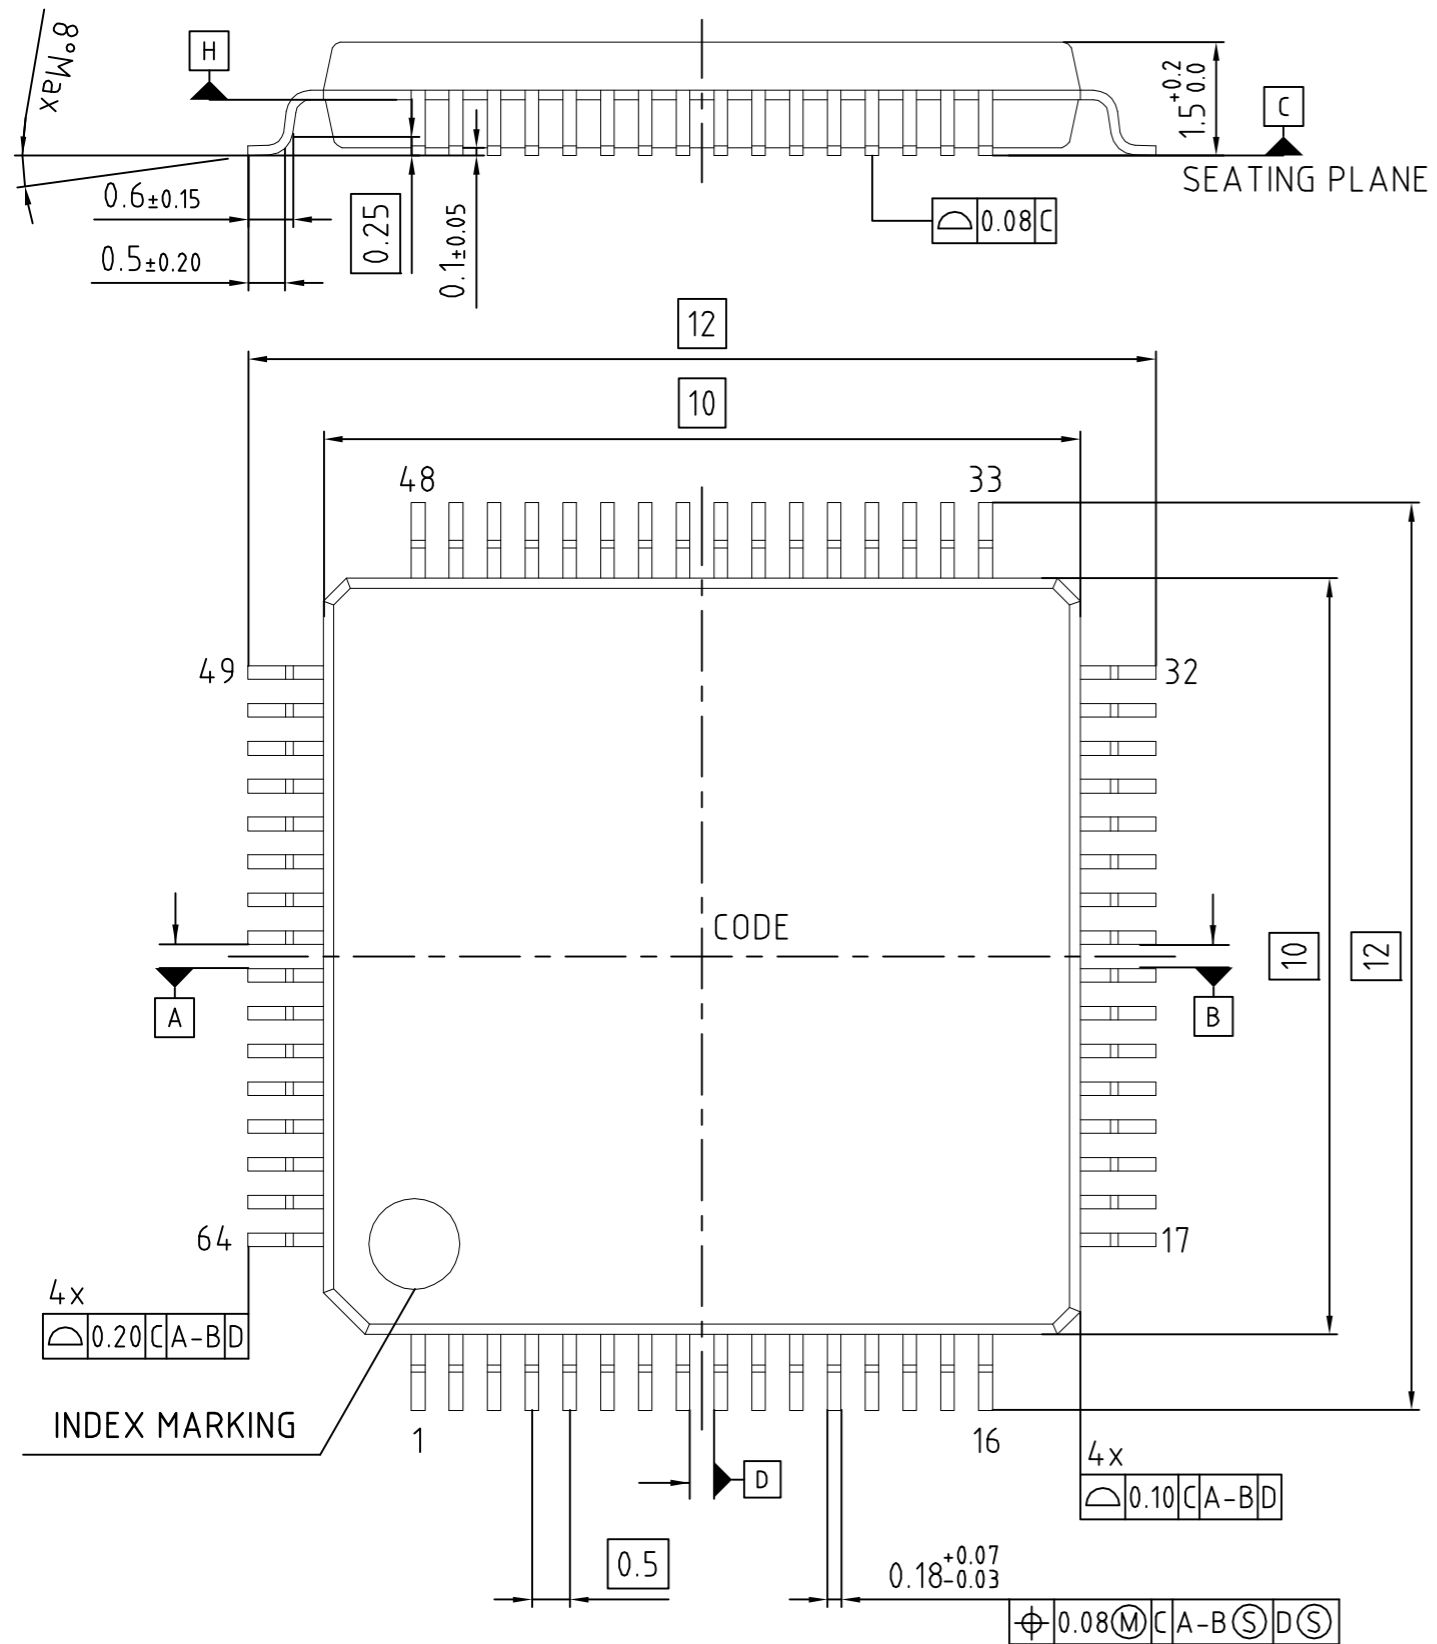 8°Max
H
1.5 +0.2 0.0
C
SEATING PLANE
0.6±0.15
0.25
0.1±0.05
⌓ 0.08 C
0.5±0.20
12
10
48 33
49 32
CODE
10 12
A B
64 17
4x
⌓ 0.20 C A-B D
INDEX MARKING
1 16
D
4x
⌓ 0.10 C A-B D
0.5
0.18 +0.07 -0.03
⌖ 0.08 Ⓜ C A-B Ⓢ D Ⓢ